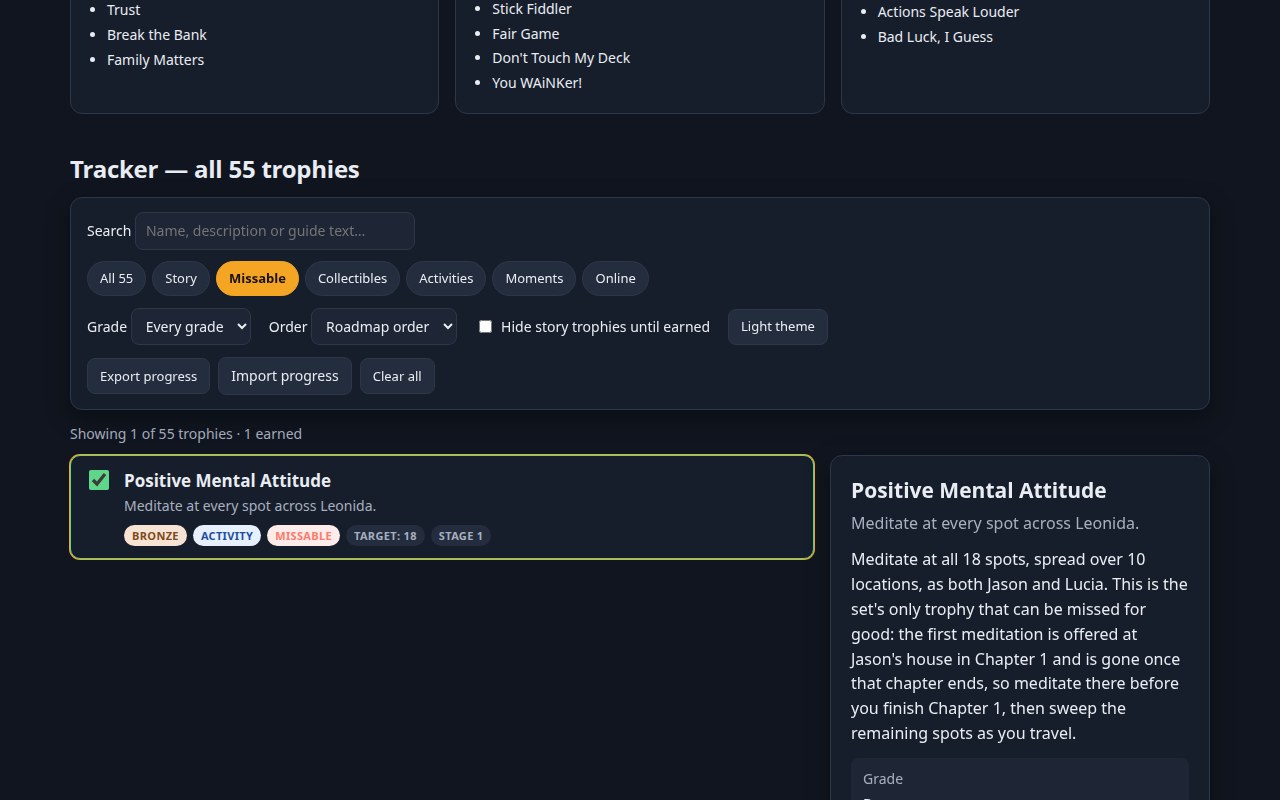 Trust
Break the Bank
Family Matters
Stick Fiddler
Fair Game
Don't Touch My Deck
You WAiNKer!
Actions Speak Louder
Bad Luck, I Guess
Tracker — all 55 trophies
Search Name, description or guide text...
All 55 Story Missable Collectibles Activities Moments Online
Grade Every grade Order Roadmap order Hide story trophies until earned Light theme
Export progress Import progress Clear all
Showing 1 of 55 trophies · 1 earned
Positive Mental Attitude
Meditate at every spot across Leonida.
BRONZE ACTIVITY MISSABLE TARGET: 18 STAGE 1
Positive Mental Attitude
Meditate at every spot across Leonida.
Meditate at all 18 spots, spread over 10
locations, as both Jason and Lucia. This is the
set's only trophy that can be missed for
good: the first meditation is offered at
Jason's house in Chapter 1 and is gone once
that chapter ends, so meditate there before
you finish Chapter 1, then sweep the
remaining spots as you travel.
Grade